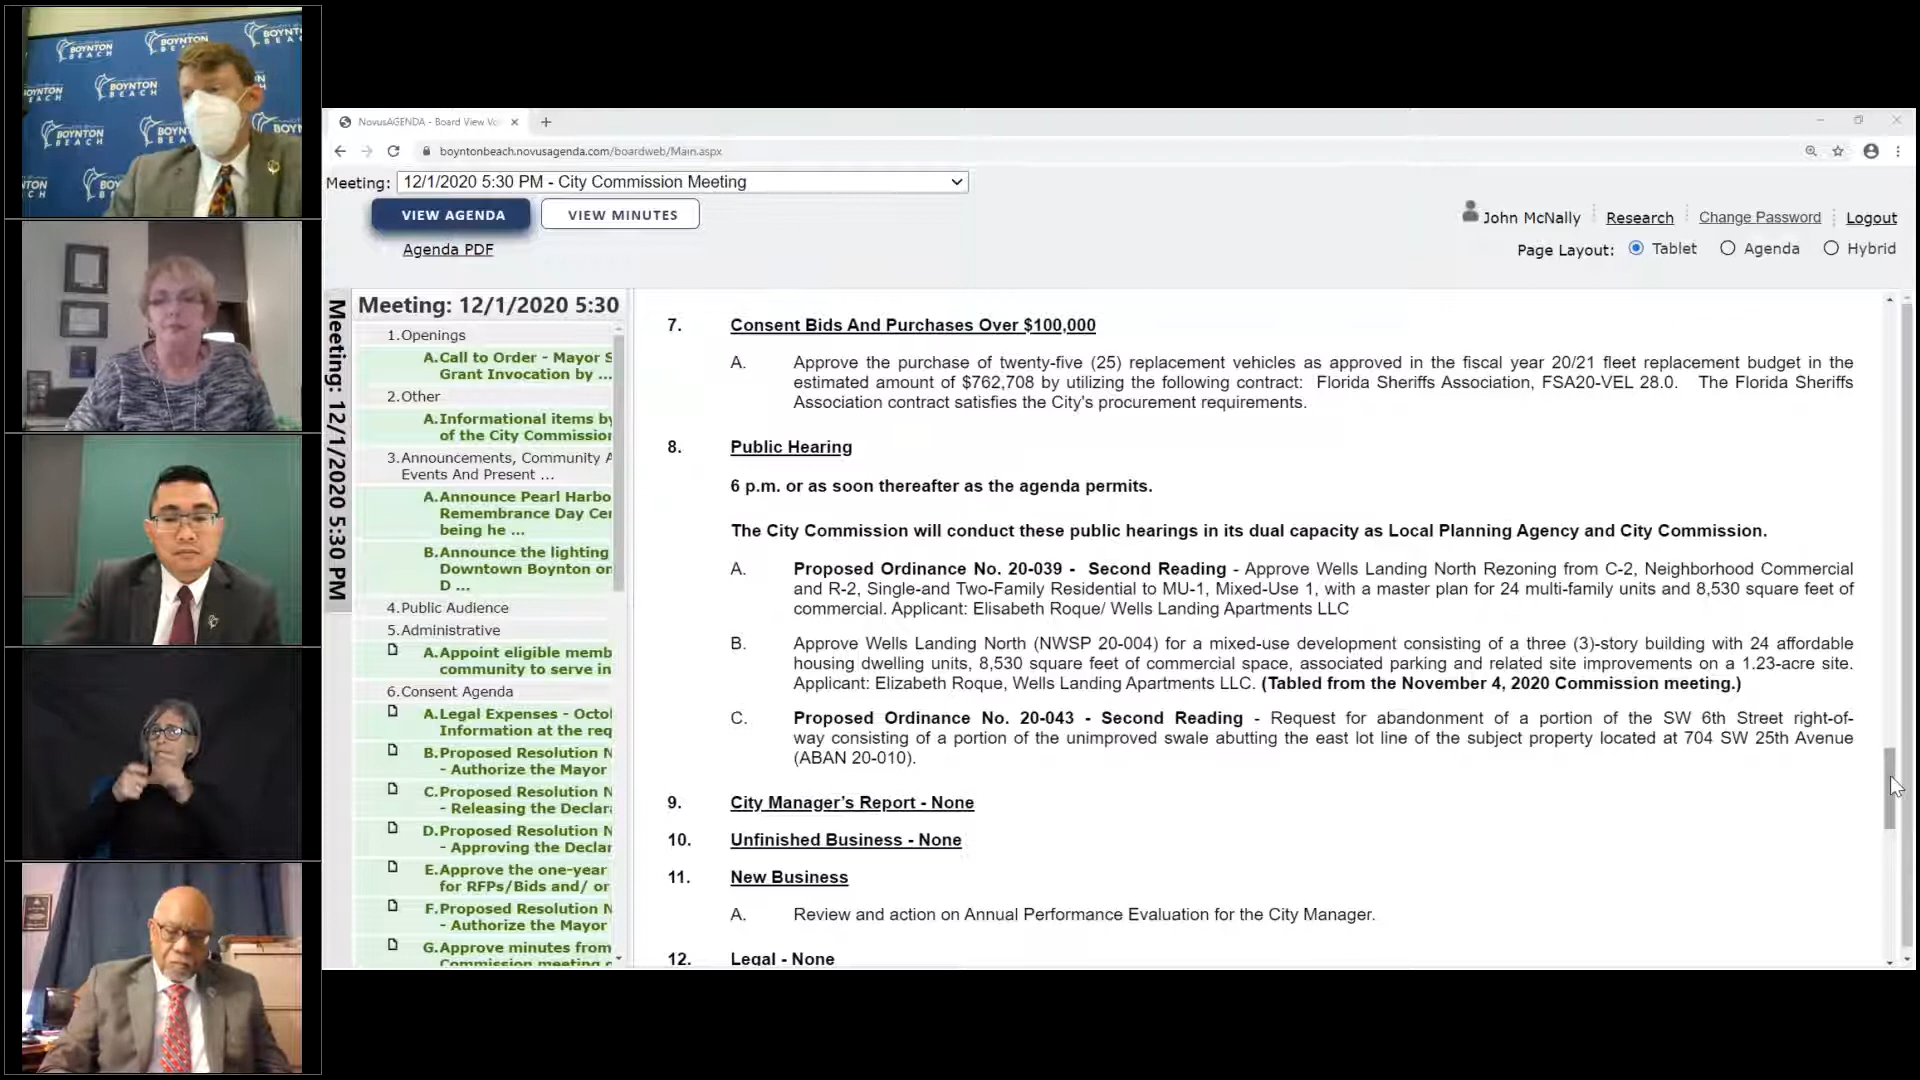 BOYNTON
BEACH
BOYNTON
BEACH
BOYNTON
BEACH
BOYNTON
BEACH
NovusAGENDA - Board View Vo
boyntonbeach.novusagenda.com/boardweb/Main.aspx
Meeting: 12/1/2020 5:30 PM - City Commission Meeting
VIEW AGENDA VIEW MINUTES
Agenda PDF
John McNally Research Change Password Logout
Page Layout: Tablet Agenda Hybrid
Meeting: 12/1/2020 5:30 PM
Meeting: 12/1/2020 5:30
1.Openings
A.Call to Order - Mayor S
Grant Invocation by ...
2.Other
A.Informational items by
of the City Commission
3.Announcements, Community A
Events And Present ...
A.Announce Pearl Harbo
Remembrance Day Cer
being he ...
B.Announce the lighting
Downtown Boynton on
D ...
4.Public Audience
5.Administrative
A.Appoint eligible memb
community to serve in
6.Consent Agenda
A.Legal Expenses - Octo
Information at the req
B.Proposed Resolution N
- Authorize the Mayor
C.Proposed Resolution N
- Releasing the Declara
D.Proposed Resolution N
- Approving the Declar
E.Approve the one-year
for RFPs/Bids and/ or
F.Proposed Resolution N
- Authorize the Mayor
G.Approve minutes from
Commission meeting
7. Consent Bids And Purchases Over $100,000
A. Approve the purchase of twenty-five (25) replacement vehicles as approved in the fiscal year 20/21 fleet replacement budget in the
estimated amount of $762,708 by utilizing the following contract: Florida Sheriffs Association, FSA20-VEL 28.0. The Florida Sheriffs
Association contract satisfies the City's procurement requirements.
8. Public Hearing
6 p.m. or as soon thereafter as the agenda permits.
The City Commission will conduct these public hearings in its dual capacity as Local Planning Agency and City Commission.
A. Proposed Ordinance No. 20-039 - Second Reading - Approve Wells Landing North Rezoning from C-2, Neighborhood Commercial
and R-2, Single-and Two-Family Residential to MU-1, Mixed-Use 1, with a master plan for 24 multi-family units and 8,530 square feet of
commercial. Applicant: Elisabeth Roque/ Wells Landing Apartments LLC
B. Approve Wells Landing North (NWSP 20-004) for a mixed-use development consisting of a three (3)-story building with 24 affordable
housing dwelling units, 8,530 square feet of commercial space, associated parking and related site improvements on a 1.23-acre site.
Applicant: Elizabeth Roque, Wells Landing Apartments LLC. (Tabled from the November 4, 2020 Commission meeting.)
C. Proposed Ordinance No. 20-043 - Second Reading - Request for abandonment of a portion of the SW 6th Street right-of-
way consisting of a portion of the unimproved swale abutting the east lot line of the subject property located at 704 SW 25th Avenue
(ABAN 20-010).
9. City Manager’s Report - None
10. Unfinished Business - None
11. New Business
A. Review and action on Annual Performance Evaluation for the City Manager.
12. Legal - None